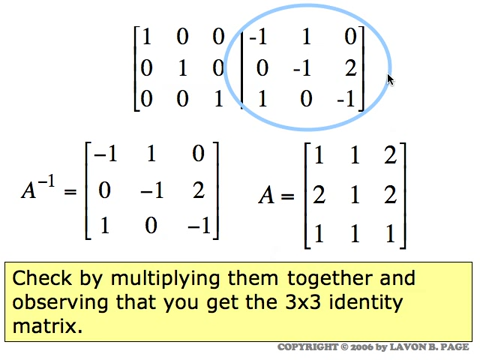 1 0 0 -1 1 0
0 1 0 0 -1 2
0 0 1 1 0 -1
−1 1 0 1 1 2
A⁻¹ = 0 −1 2 A = 2 1 2
1 0 −1 1 1 1
Check by multiplying them together and
observing that you get the 3x3 identity
matrix.
COPYRIGHT © 2006 by LAVON B. PAGE